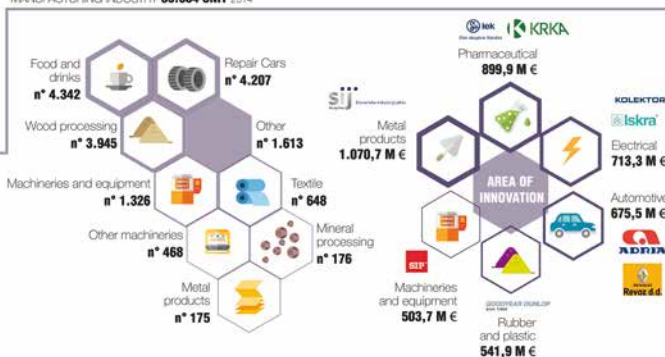 Food and
drinks
n° 4.342
Repair Cars
n° 4.207
Wood processing
n° 3.945
Other
n° 1.613
Machineries and equipment
n° 1.326
Textile
n° 648
Other machineries
n° 468
Mineral
processing
n° 176
Metal
products
n° 175
lek
KRKA
Pharmaceutical
899,9 M €
sij
Metal
products
1.070,7 M €
KOLEKTOR
Iskra
Electrical
713,3 M €
AREA OF
INNOVATION
Automotive
675,5 M €
ADRIA
Revoz d.d.
SIP
Machineries
and equipment
503,7 M €
GOODYEAR DUNLOP
Rubber
and plastic
541,9 M €